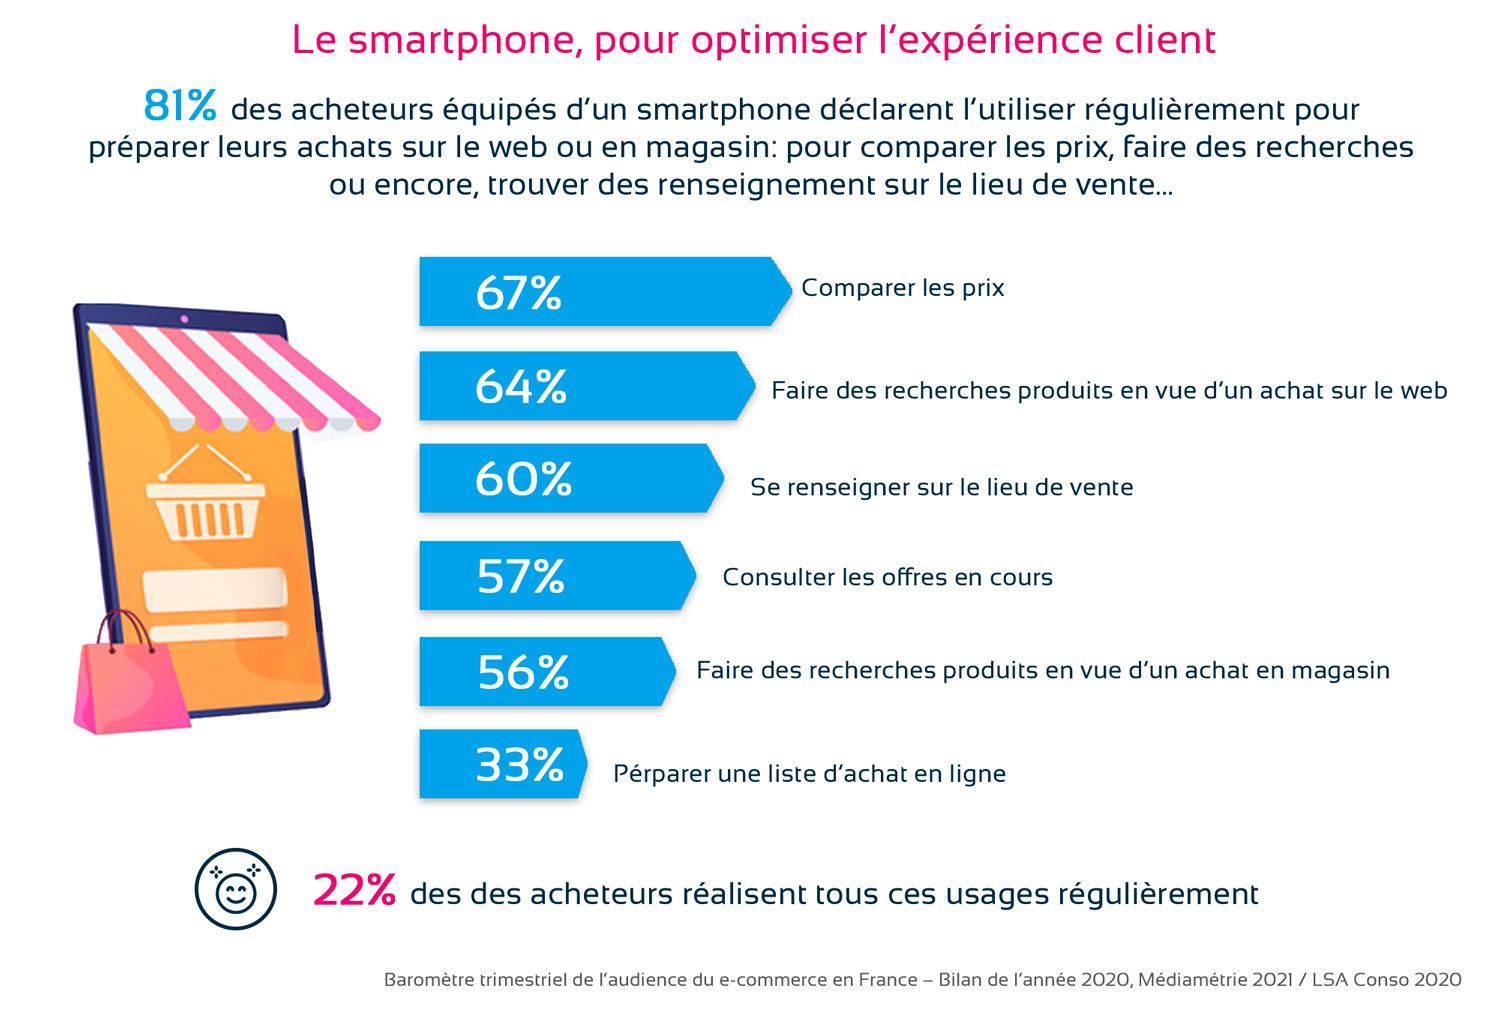 Le smartphone, pour optimiser l’expérience client
81% des acheteurs équipés d’un smartphone déclarent l’utiliser régulièrement pour
préparer leurs achats sur le web ou en magasin: pour comparer les prix, faire des recherches
ou encore, trouver des renseignement sur le lieu de vente...
67% Comparer les prix
64% Faire des recherches produits en vue d’un achat sur le web
60% Se renseigner sur le lieu de vente
57% Consulter les offres en cours
56% Faire des recherches produits en vue d’un achat en magasin
33% Pérparer une liste d’achat en ligne
22% des des acheteurs réalisent tous ces usages régulièrement
Baromètre trimestriel de l’audience du e-commerce en France – Bilan de l’année 2020, Médiamétrie 2021 / LSA Conso 2020